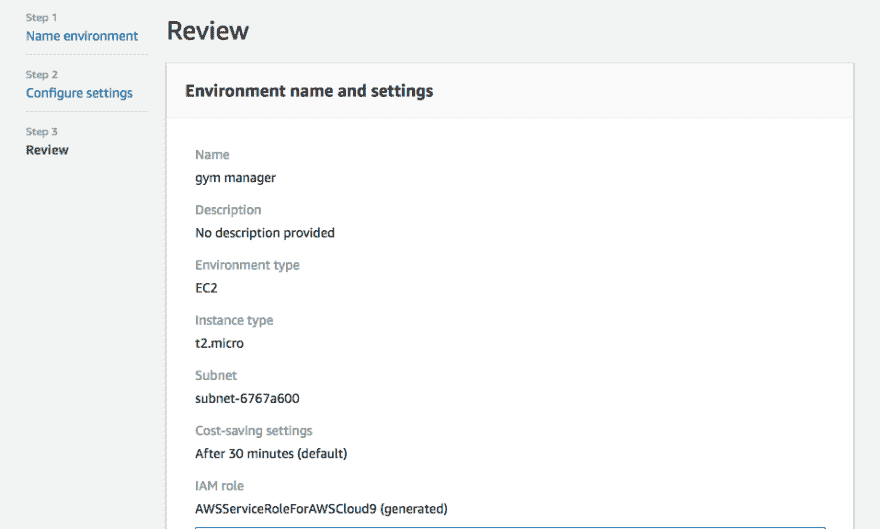 Step 1
Name environment
Step 2
Configure settings
Step 3
Review
Review
Environment name and settings
Name
gym manager
Description
No description provided
Environment type
EC2
Instance type
t2.micro
Subnet
subnet-6767a600
Cost-saving settings
After 30 minutes (default)
IAM role
AWSServiceRoleForAWSCloud9 (generated)